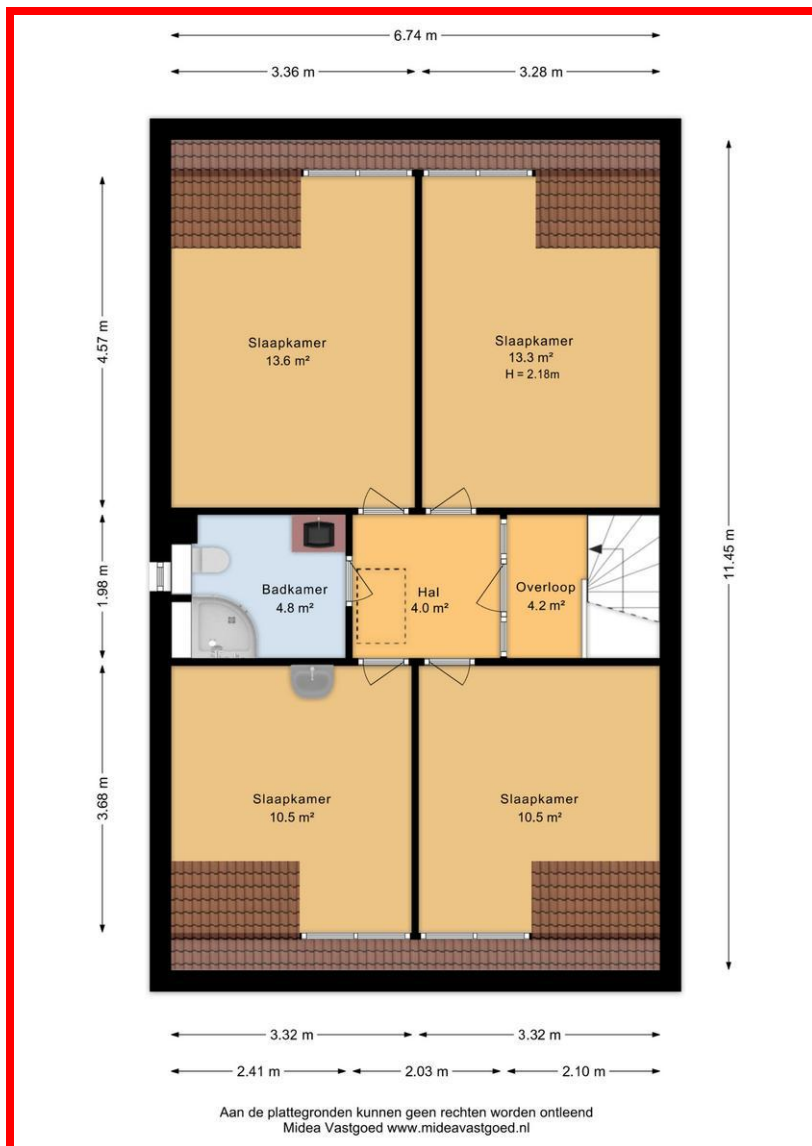 6.74 m
3.36 m
3.28 m
4.57 m
1.98 m
3.68 m
11.45 m
Slaapkamer
13.6 m²
Slaapkamer
13.3 m²
H = 2.18m
Badkamer
4.8 m²
Hal
4.0 m²
Overloop
4.2 m²
Slaapkamer
10.5 m²
Slaapkamer
10.5 m²
3.32 m
3.32 m
2.41 m
2.03 m
2.10 m
Aan de plattegronden kunnen geen rechten worden ontleend
Midea Vastgoed www.mideavastgoed.nl